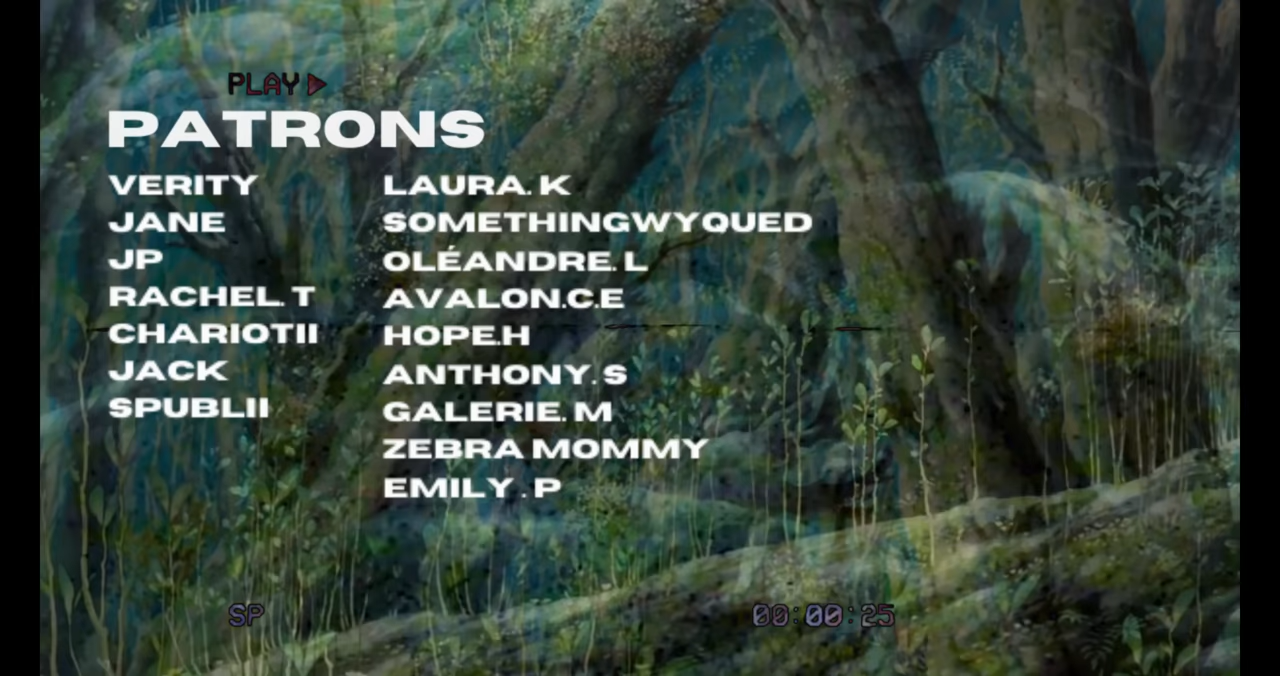 PLAY
PATRONS
VERITY
JANE
JP
RACHEL. T
CHARIOTII
JACK
SPUBLII
LAURA. K
SOMETHINGWYQUED
OLÉANDRE. L
AVALON.C.E
HOPE.H
ANTHONY. S
GALERIE. M
ZEBRA MOMMY
EMILY . P
SP
00:00:25